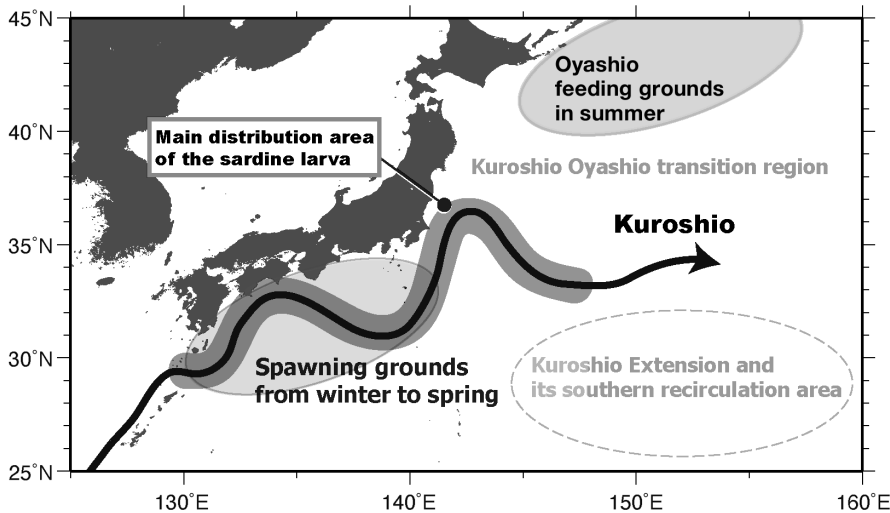 45°N
Oyashio
feeding grounds
in summer
40°N
Main distribution area
of the sardine larva
Kuroshio Oyashio transition region
Kuroshio
35°N
30°N
Spawning grounds
from winter to spring
Kuroshio Extension and
its southern recirculation area
25°N
130°E
140°E
150°E
160°E